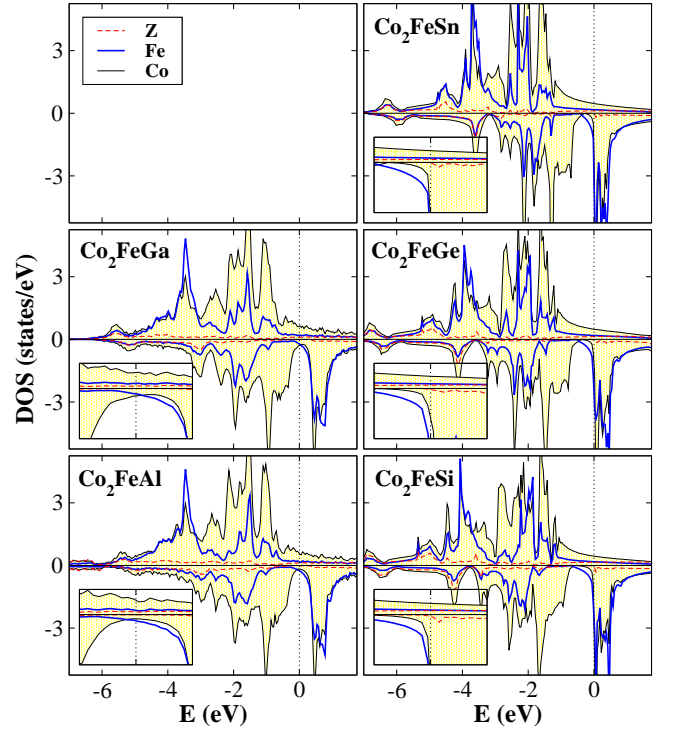 Z
Fe
Co
Co2FeSn
3
0
-3
Co2FeGa
Co2FeGe
3
0
-3
DOS (states/eV)
Co2FeAl
Co2FeSi
3
0
-3
-6 -4 -2 0
-6 -4 -2 0
E (eV)
E (eV)